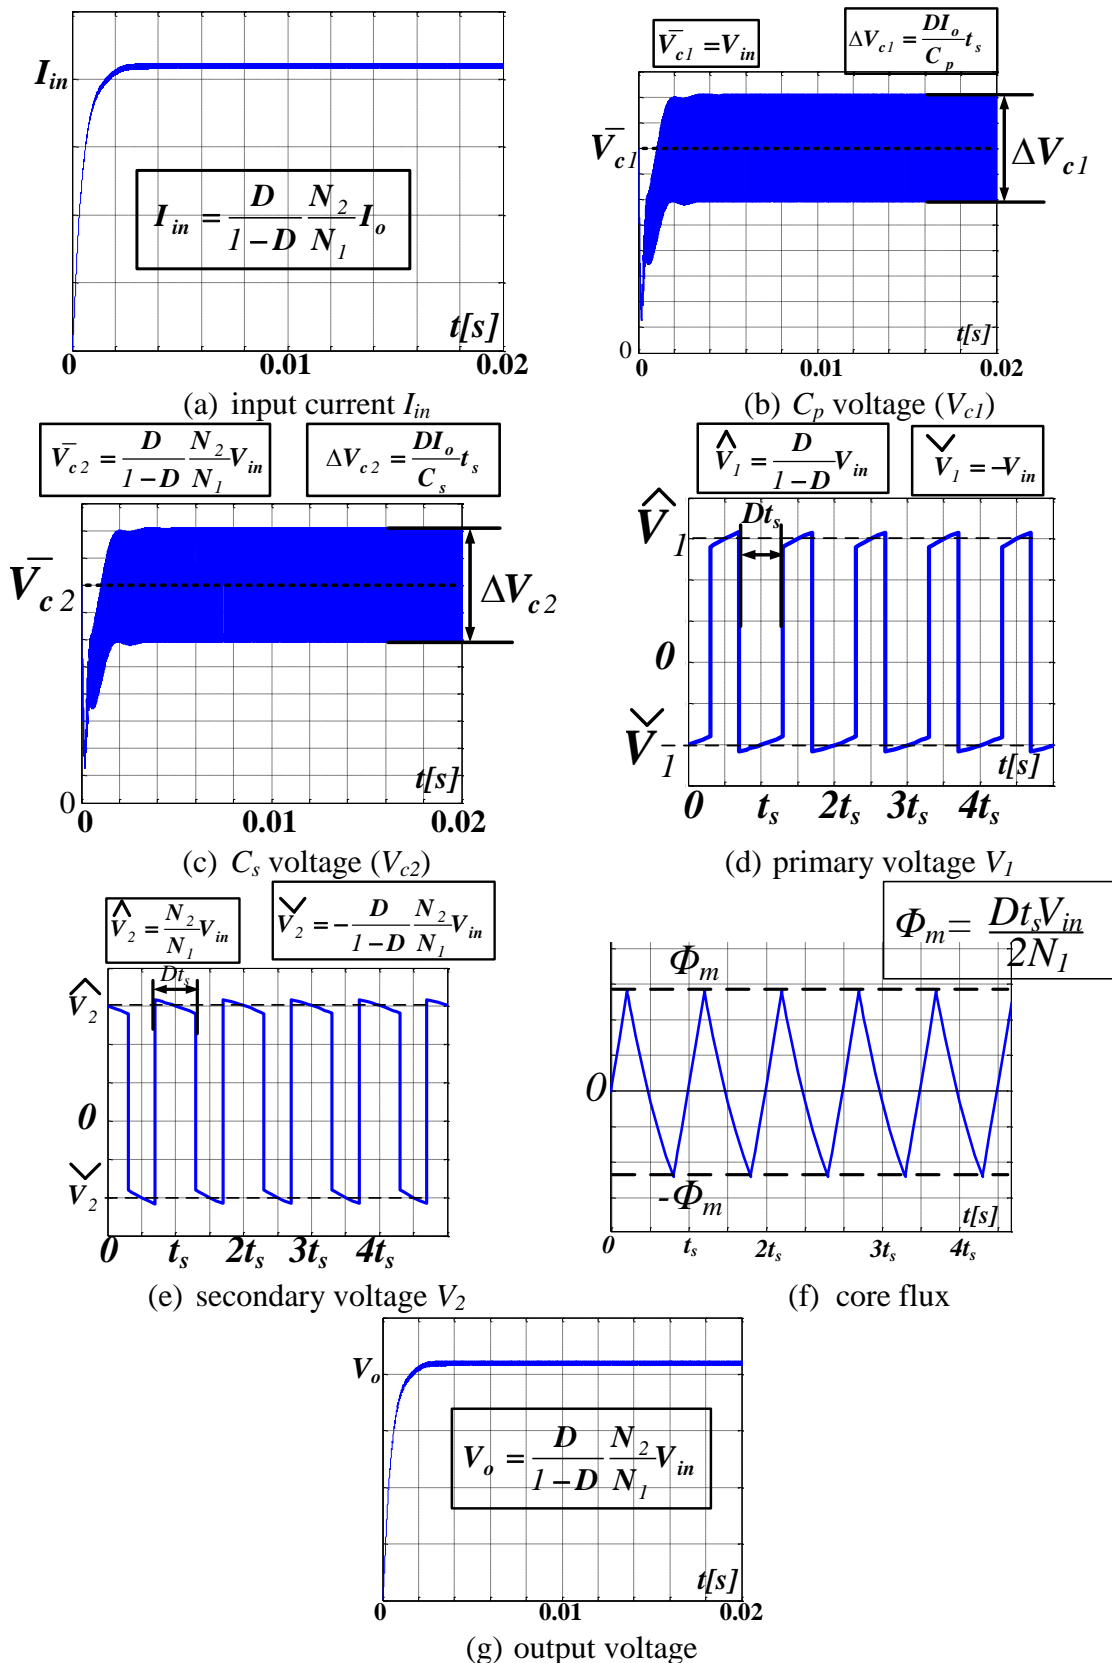 I_in
I_in = D/(1-D) N_2/N_1 I_o
t[s]
0 0.01 0.02
(a) input current I_in
V̄_c1 = V_in
ΔV_c1 = DI_o/C_p t_s
V̄_c1
ΔV_c1
t[s]
0
0 0.01 0.02
(b) C_p voltage (V_c1)
V̄_c2 = D/(1-D) N_2/N_1 V_in
ΔV_c2 = DI_o/C_s t_s
V̄_c2
ΔV_c2
t[s]
0
0 0.01 0.02
(c) C_s voltage (V_c2)
V̂_1 = D/(1-D) V_in
V̌_1 = -V_in
V̂_1
Dt_s
0
V̌_1
t[s]
0 t_s 2t_s 3t_s 4t_s
(d) primary voltage V_1
V̂_2 = N_2/N_1 V_in
V̌_2 = -D/(1-D) N_2/N_1 V_in
Dt_s
V̂_2
0
V̌_2
0 t_s 2t_s 3t_s 4t_s
(e) secondary voltage V_2
Φ_m = Dt_sV_in/2N_1
Φ_m
0
-Φ_m
t[s]
0 t_s 2t_s 3t_s 4t_s
(f) core flux
V_o
V_o = D/(1-D) N_2/N_1 V_in
t[s]
0 0.01 0.02
(g) output voltage